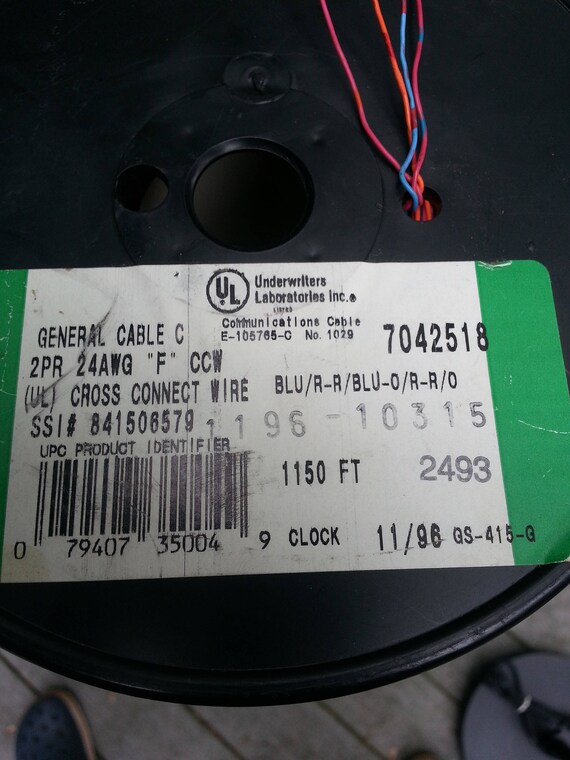 UL
Underwriters
Laboratories Inc.®
LISTED
Communications Cable
E-105765-C No. 1029
GENERAL CABLE C
7042518
2PR 24AWG "F" CCW
(UL) CROSS CONNECT WIRE BLU/R-R/BLU-O/R-R/O
SSI# 841506579
1196-10315
UPC PRODUCT IDENTIFIER
1150 FT
2493
0 79407 35004 9
CLOCK
11/96
GS-415-G